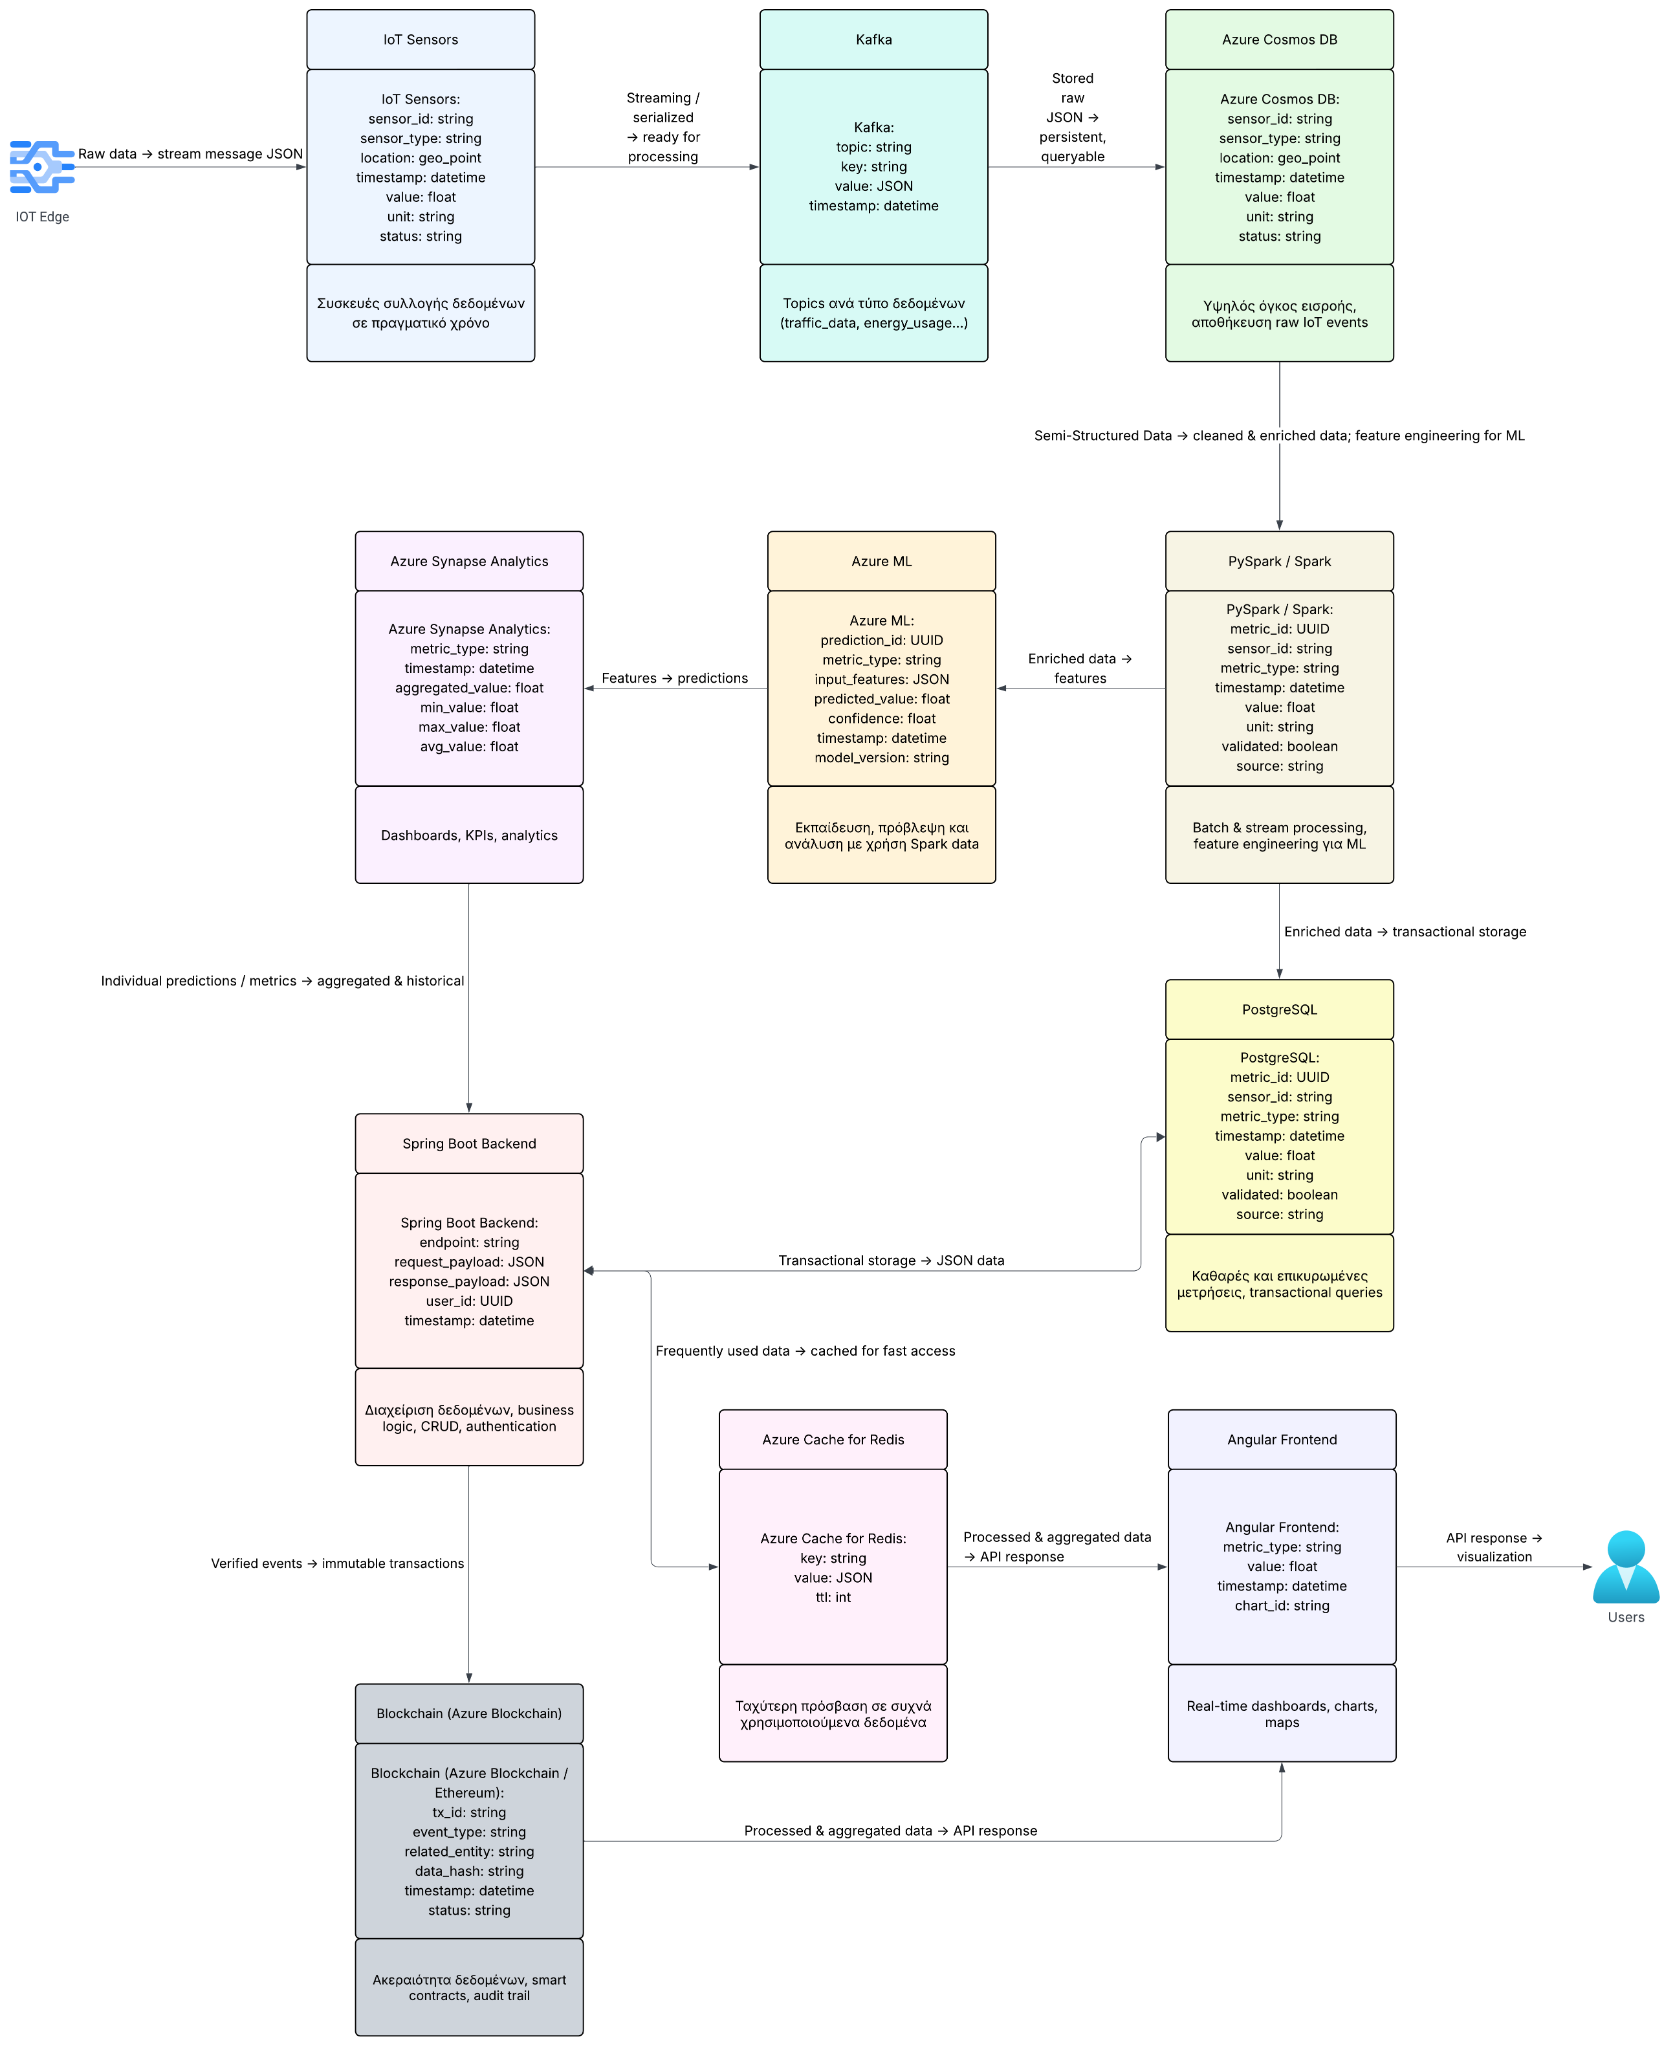 IoT Sensors
IoT Sensors:
sensor_id: string
sensor_type: string
location: geo_point
timestamp: datetime
value: float
unit: string
status: string
Συσκευές συλλογής δεδομένων
σε πραγματικό χρόνο
IOT Edge
Raw data → stream message JSON
Streaming /
serialized
→ ready for
processing
Kafka
Kafka:
topic: string
key: string
value: JSON
timestamp: datetime
Topics ανά τύπο δεδομένων
(traffic_data, energy_usage...)
Stored
raw
JSON →
persistent,
queryable
Azure Cosmos DB
Azure Cosmos DB:
sensor_id: string
sensor_type: string
location: geo_point
timestamp: datetime
value: float
unit: string
status: string
Υψηλός όγκος εισροής,
αποθήκευση raw IoT events
Semi-Structured Data → cleaned & enriched data; feature engineering for ML
Azure Synapse Analytics
Azure Synapse Analytics:
metric_type: string
timestamp: datetime
aggregated_value: float
min_value: float
max_value: float
avg_value: float
Dashboards, KPIs, analytics
Features → predictions
Azure ML
Azure ML:
prediction_id: UUID
metric_type: string
input_features: JSON
predicted_value: float
confidence: float
timestamp: datetime
model_version: string
Εκπαίδευση, πρόβλεψη και
ανάλυση με χρήση Spark data
Enriched data →
features
PySpark / Spark
PySpark / Spark:
metric_id: UUID
sensor_id: string
metric_type: string
timestamp: datetime
value: float
unit: string
validated: boolean
source: string
Batch & stream processing,
feature engineering για ML
Enriched data → transactional storage
Individual predictions / metrics → aggregated & historical
PostgreSQL
PostgreSQL:
metric_id: UUID
sensor_id: string
metric_type: string
timestamp: datetime
value: float
unit: string
validated: boolean
source: string
Καθαρές και επικυρωμένες
μετρήσεις, transactional queries
Spring Boot Backend
Spring Boot Backend:
endpoint: string
request_payload: JSON
response_payload: JSON
user_id: UUID
timestamp: datetime
Διαχείριση δεδομένων, business
logic, CRUD, authentication
Transactional storage → JSON data
Frequently used data → cached for fast access
Azure Cache for Redis
Azure Cache for Redis:
key: string
value: JSON
ttl: int
Ταχύτερη πρόσβαση σε συχνά
χρησιμοποιούμενα δεδομένα
Processed & aggregated data
→ API response
Angular Frontend
Angular Frontend:
metric_type: string
value: float
timestamp: datetime
chart_id: string
Real-time dashboards, charts,
maps
API response →
visualization
Users
Verified events → immutable transactions
Blockchain (Azure Blockchain)
Blockchain (Azure Blockchain /
Ethereum):
tx_id: string
event_type: string
related_entity: string
data_hash: string
timestamp: datetime
status: string
Ακεραιότητα δεδομένων, smart
contracts, audit trail
Processed & aggregated data → API response